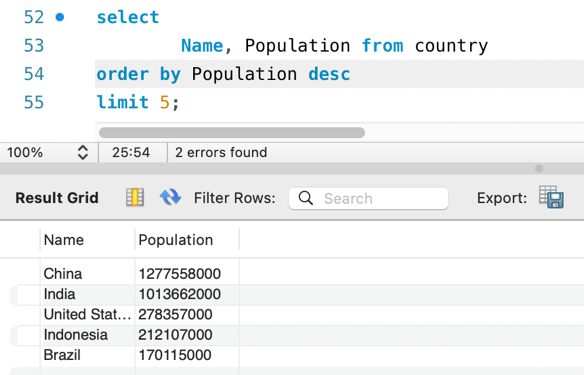 52 select
53 Name, Population from country
54 order by Population desc
55 limit 5;
100% 25:54 2 errors found
Result Grid Filter Rows: Search Export:
Name Population
China 1277558000
India 1013662000
United Stat... 278357000
Indonesia 212107000
Brazil 170115000